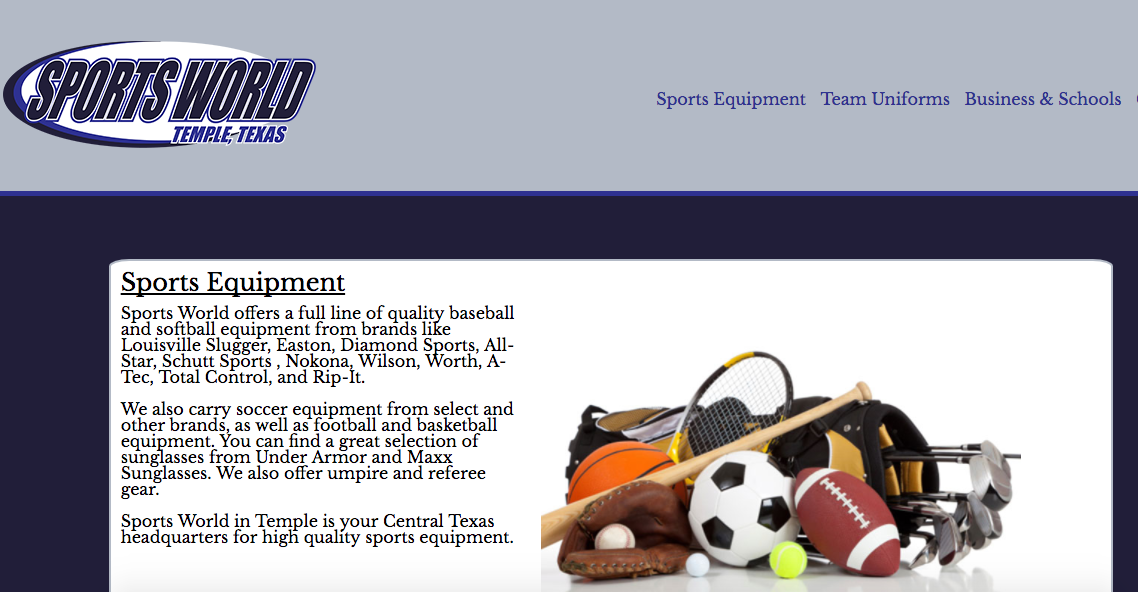 SPORTS WORLD
TEMPLE, TEXAS
Sports Equipment Team Uniforms Business & Schools
Sports Equipment
Sports World offers a full line of quality baseball
and softball equipment from brands like
Louisville Slugger, Easton, Diamond Sports, All-
Star, Schutt Sports , Nokona, Wilson, Worth, A-
Tec, Total Control, and Rip-It.
We also carry soccer equipment from select and
other brands, as well as football and basketball
equipment. You can find a great selection of
sunglasses from Under Armor and Maxx
Sunglasses. We also offer umpire and referee
gear.
Sports World in Temple is your Central Texas
headquarters for high quality sports equipment.